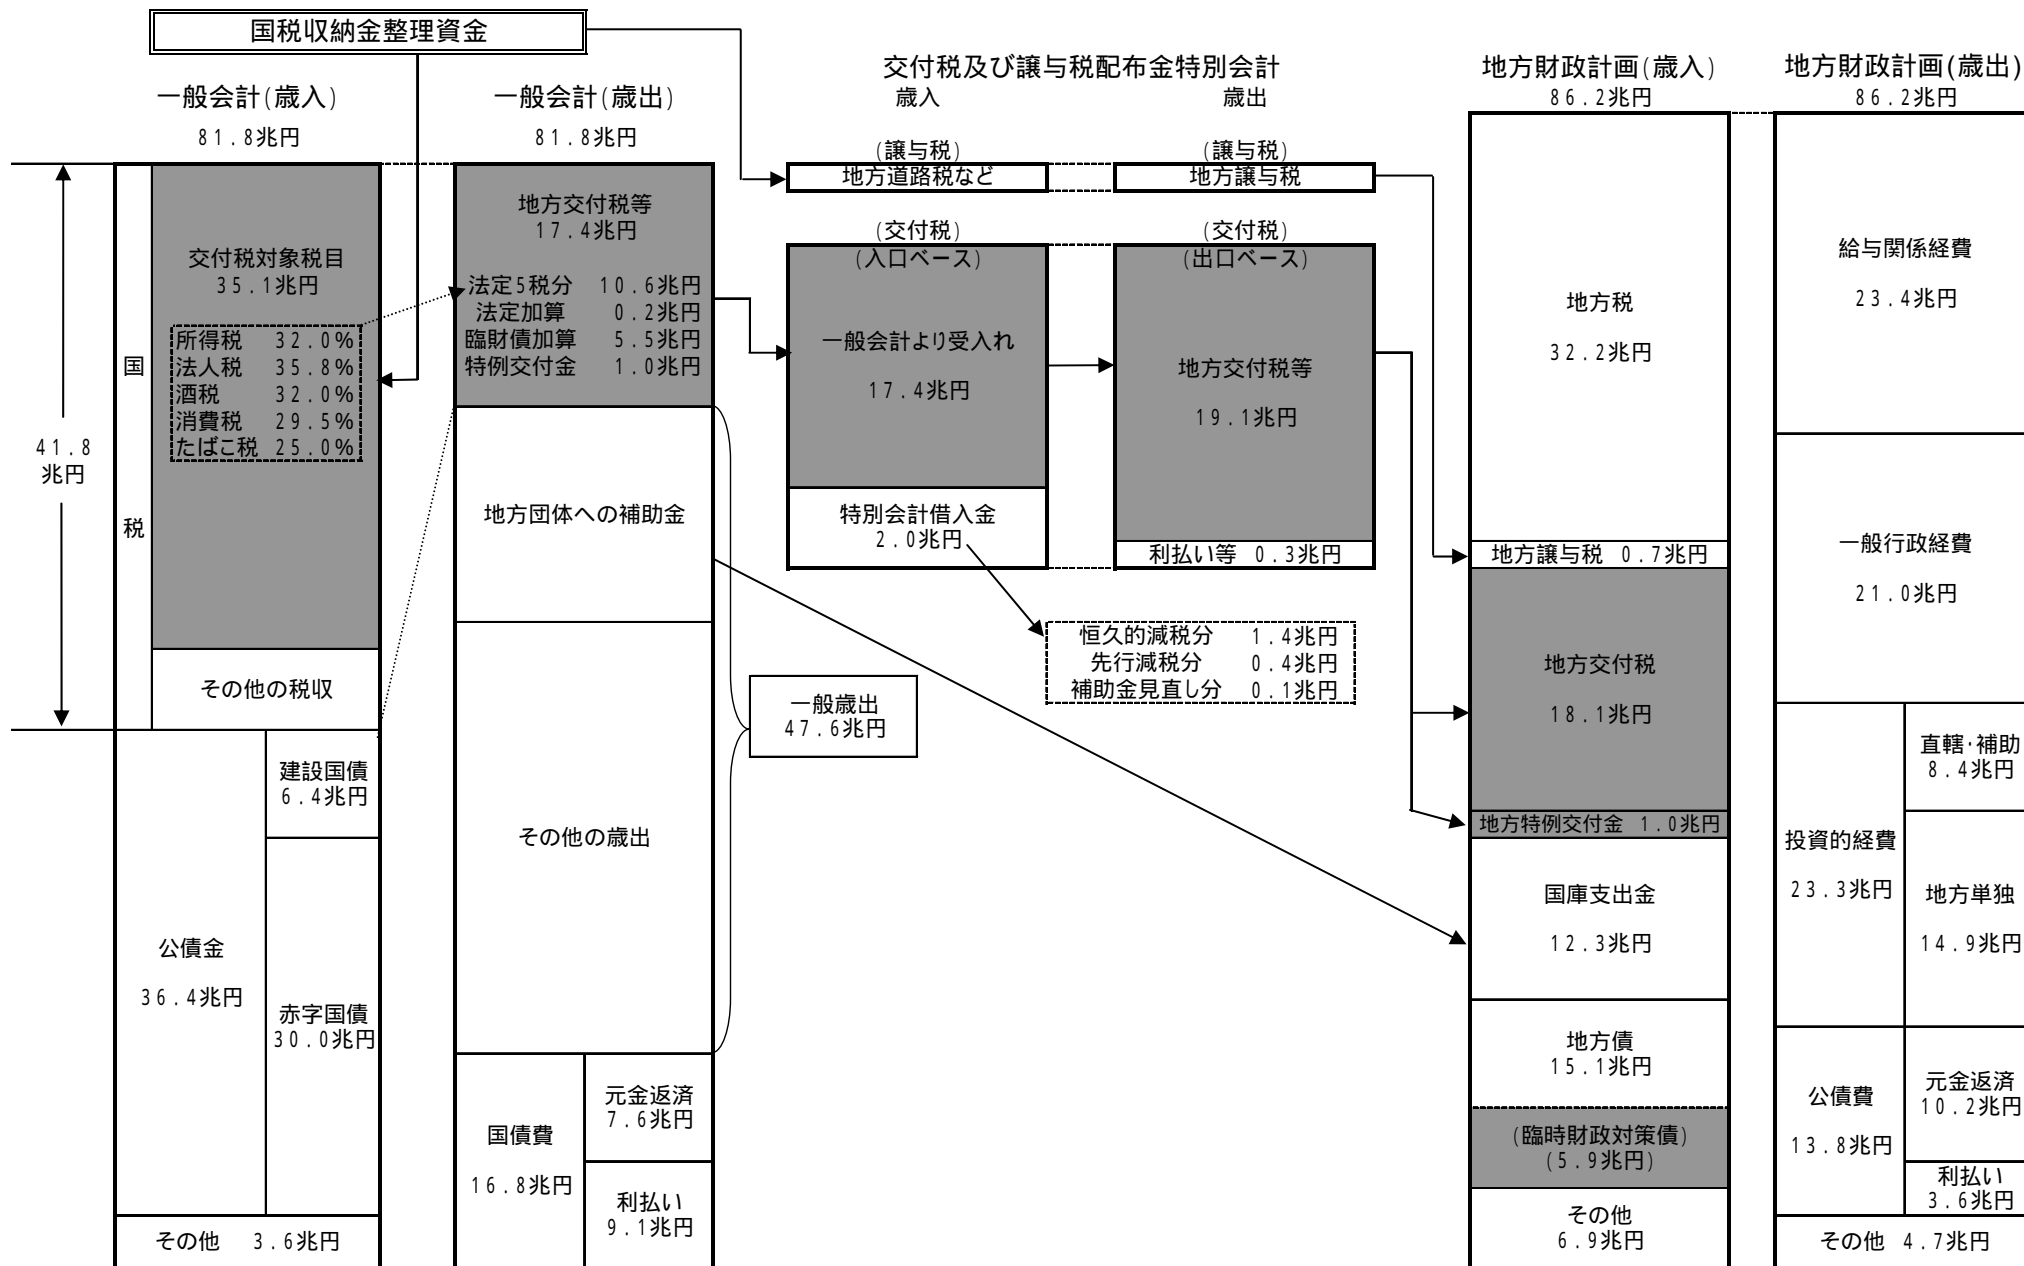 国税収納金整理資金
一般会計(歳入)
81.8兆円
41.8
兆円
国
税
交付税対象税目
35.1兆円
所得税 32.0%
法人税 35.8%
酒税 32.0%
消費税 29.5%
たばこ税 25.0%
その他の税収
公債金
36.4兆円
建設国債
6.4兆円
赤字国債
30.0兆円
その他 3.6兆円
一般会計(歳出)
81.8兆円
地方交付税等
17.4兆円
法定5税分 10.6兆円
法定加算 0.2兆円
臨財債加算 5.5兆円
特例交付金 1.0兆円
地方団体への補助金
その他の歳出
一般歳出
47.6兆円
国債費
16.8兆円
元金返済
7.6兆円
利払い
9.1兆円
交付税及び譲与税配布金特別会計
歳入
(譲与税)
地方道路税など
(交付税)
(入口ベース)
一般会計より受入れ
17.4兆円
特別会計借入金
2.0兆円
歳出
(譲与税)
地方譲与税
(交付税)
(出口ベース)
地方交付税等
19.1兆円
利払い等 0.3兆円
恒久的減税分 1.4兆円
先行減税分 0.4兆円
補助金見直し分 0.1兆円
地方財政計画(歳入)
86.2兆円
地方税
32.2兆円
地方譲与税 0.7兆円
地方交付税
18.1兆円
地方特例交付金 1.0兆円
国庫支出金
12.3兆円
地方債
15.1兆円
(臨時財政対策債)
(5.9兆円)
その他
6.9兆円
地方財政計画(歳出)
86.2兆円
給与関係経費
23.4兆円
一般行政経費
21.0兆円
投資的経費
23.3兆円
直轄・補助
8.4兆円
地方単独
14.9兆円
公債費
13.8兆円
元金返済
10.2兆円
利払い
3.6兆円
その他 4.7兆円